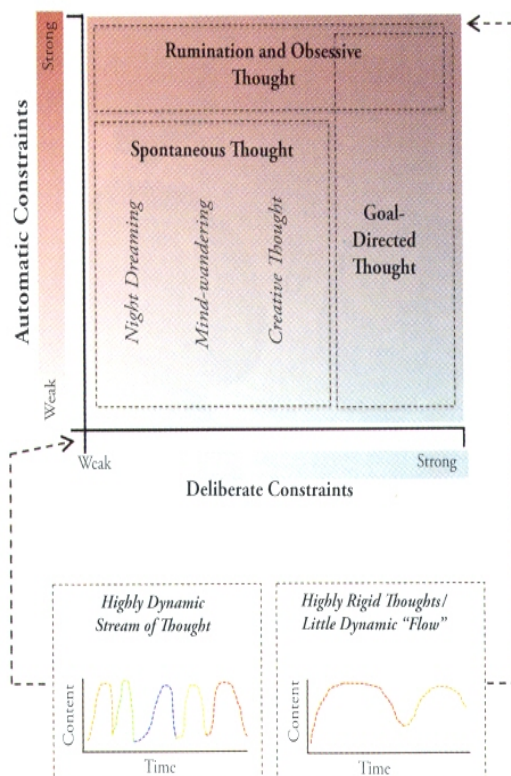 Strong
Automatic Constraints
Weak
Rumination and Obsessive
Thought
Spontaneous Thought
Night Dreaming
Mind-wandering
Creative Thought
Goal-
Directed
Thought
Weak
Strong
Deliberate Constraints
Highly Dynamic
Stream of Thought
Content
Time
Highly Rigid Thoughts/
Little Dynamic “Flow”
Content
Time